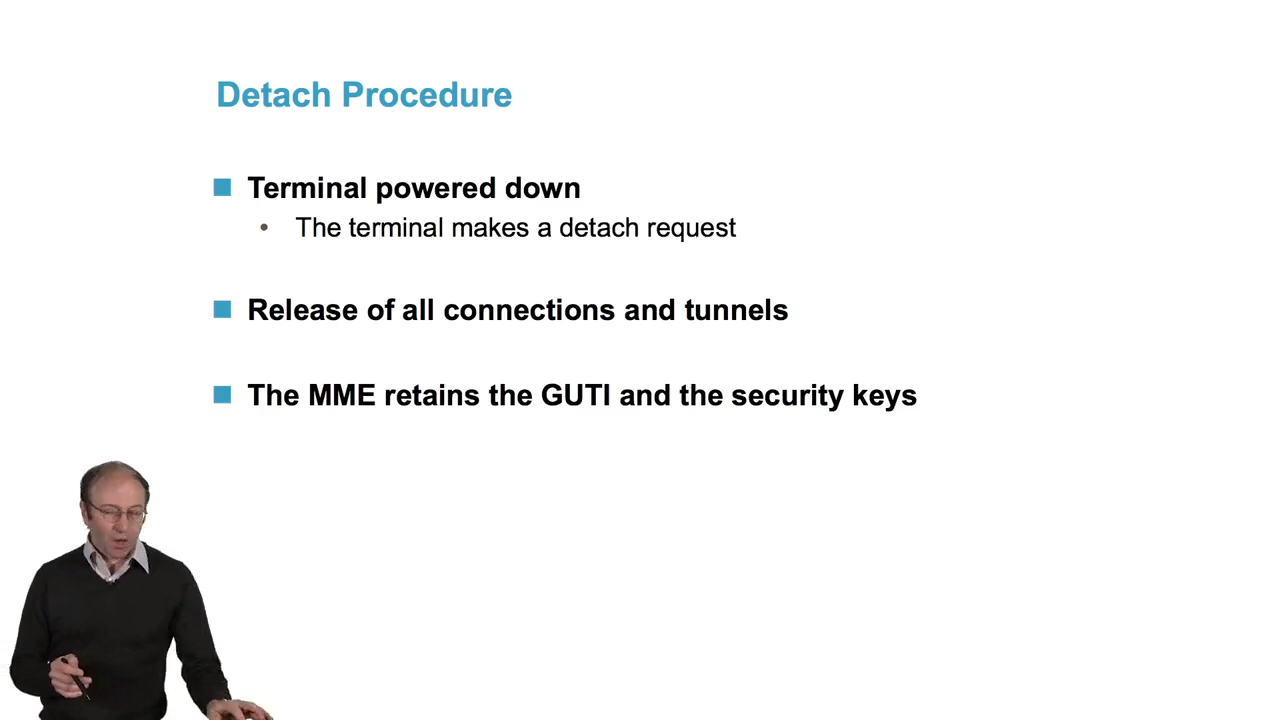 Detach Procedure
Terminal powered down
The terminal makes a detach request
Release of all connections and tunnels
The MME retains the GUTI and the security keys